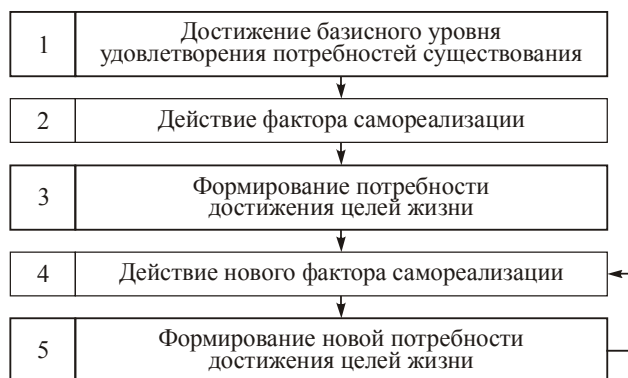 1
Достижение базисного уровня
удовлетворения потребностей существования
2
Действие фактора самореализации
3
Формирование потребности
достижения целей жизни
4
Действие нового фактора самореализации
5
Формирование новой потребности
достижения целей жизни